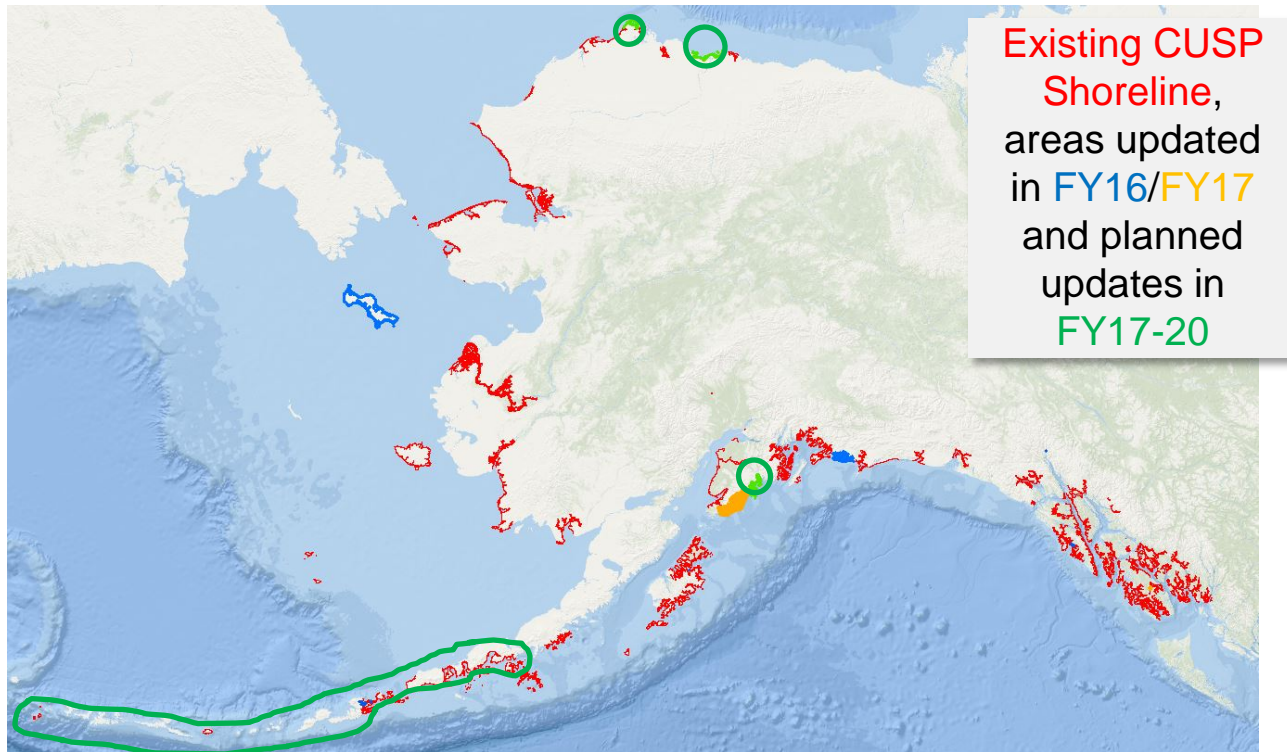 Existing CUSP
Shoreline,
areas updated
in FY16/FY17
and planned
updates in
FY17-20